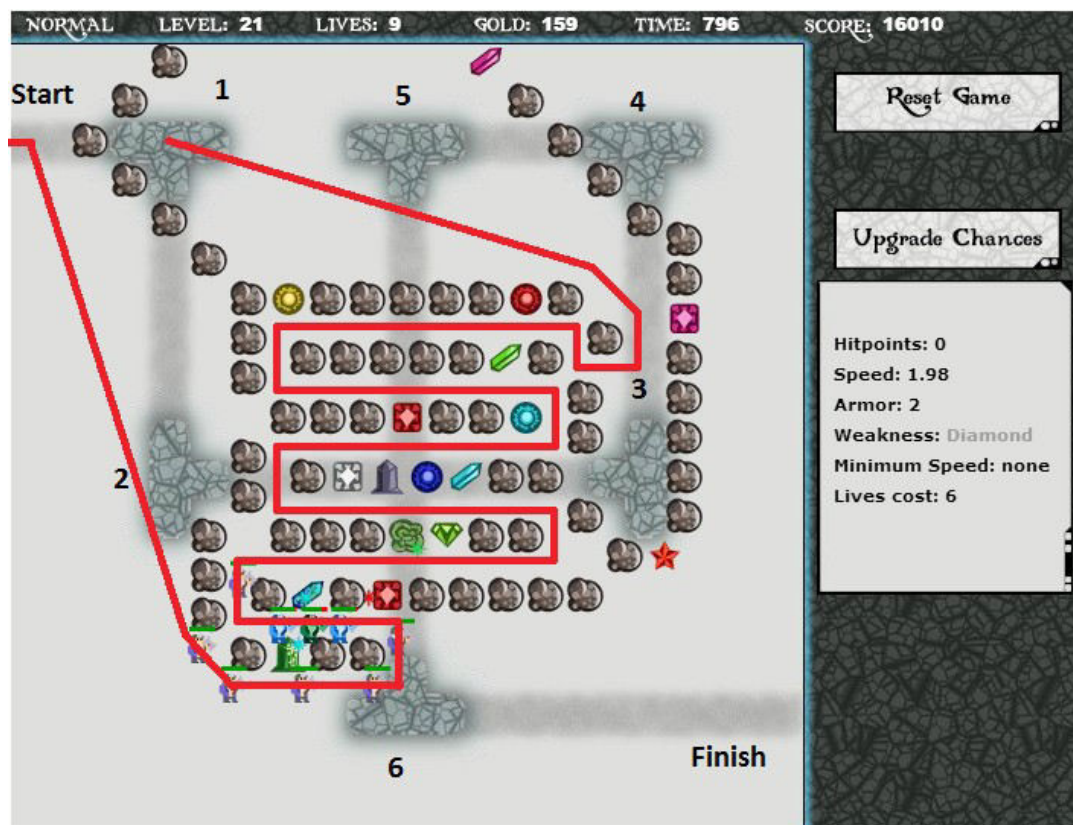 NORMAL LEVEL: 21 LIVES: 9 GOLD: 159 TIME: 796 SCORE: 16010
Start
1
5
4
Reset Game
Upgrade Chances
Hitpoints: 0
Speed: 1.98
Armor: 2
Weakness: Diamond
Minimum Speed: none
Lives cost: 6
3
2
6
Finish